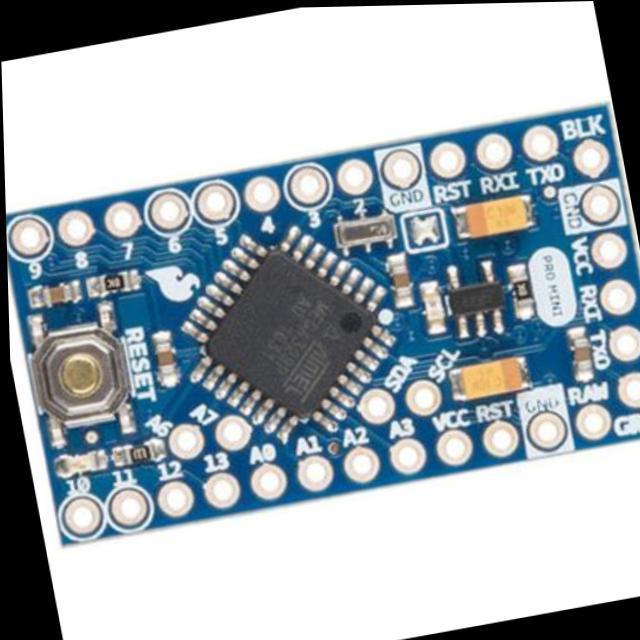 BLK
GND RST RXI TXO
9 8 7 6 5 4 3 2
GND
VCC
RXI
TXO
PRO MINI
RESET
SDA SCL
A6 A7
VCC RST GND RAW
10 11 12 13 A0 A1 A2 A3
ATMEL